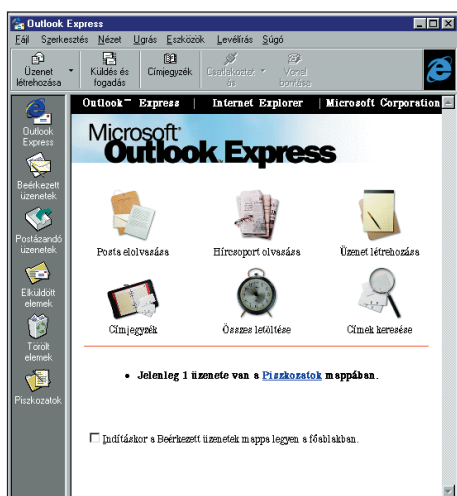 Outlook Express
Fájl Szerkesztés Nézet Ugrás Eszközök Levélírás Súgó
Üzenet létrehozása
Küldés és fogadás
Címjegyzék
Csatlakoztatás
Vonal bontása
Outlook™ Express | Internet Explorer | Microsoft Corporation
Microsoft®
Outlook Express
Outlook Express
Beérkezett üzenetek
Postázandó üzenetek
Elküldött elemek
Törölt elemek
Piszkozatok
Posta elolvasása
Hírcsoport olvasása
Üzenet létrehozása
Címjegyzék
Összes letöltése
Címek keresése
• Jelenleg 1 üzenete van a Piszkozatok mappában.
Indításkor a Beérkezett üzenetek mappa legyen a főablakban.